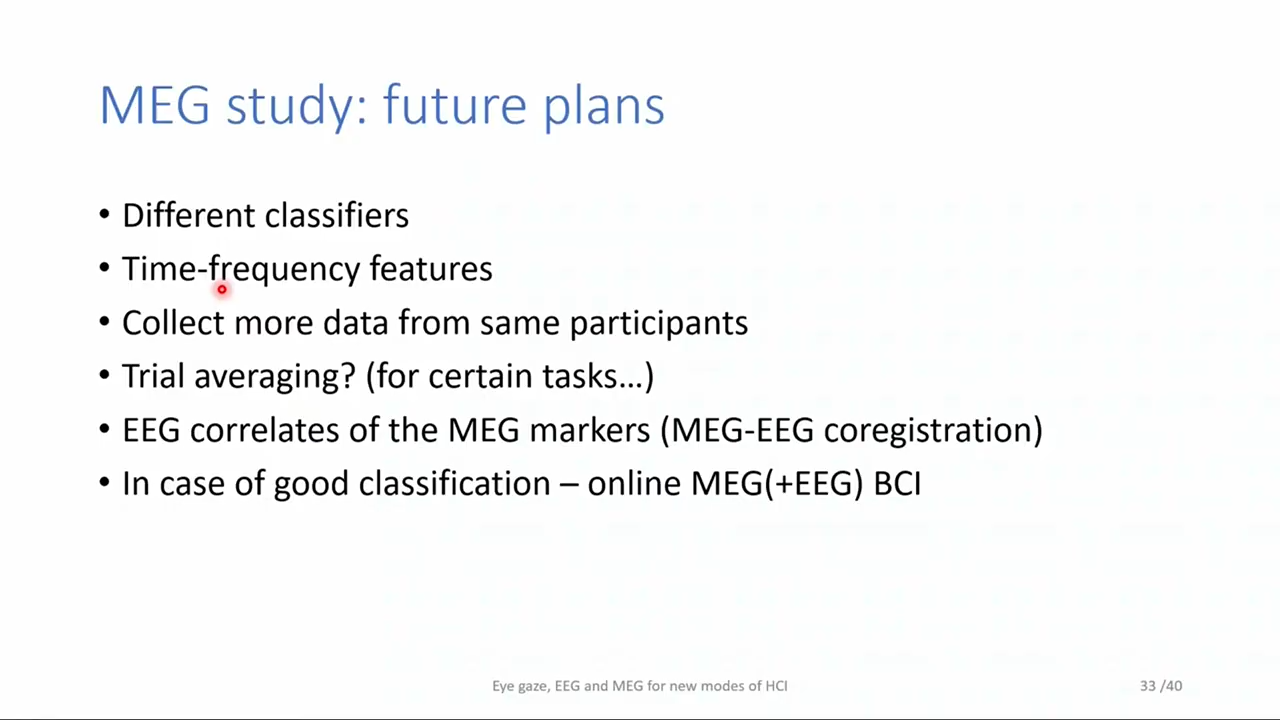 MEG study: future plans
• Different classifiers
• Time-frequency features
• Collect more data from same participants
• Trial averaging? (for certain tasks…)
• EEG correlates of the MEG markers (MEG-EEG coregistration)
• In case of good classification – online MEG(+EEG) BCI
Eye gaze, EEG and MEG for new modes of HCI
33 /40